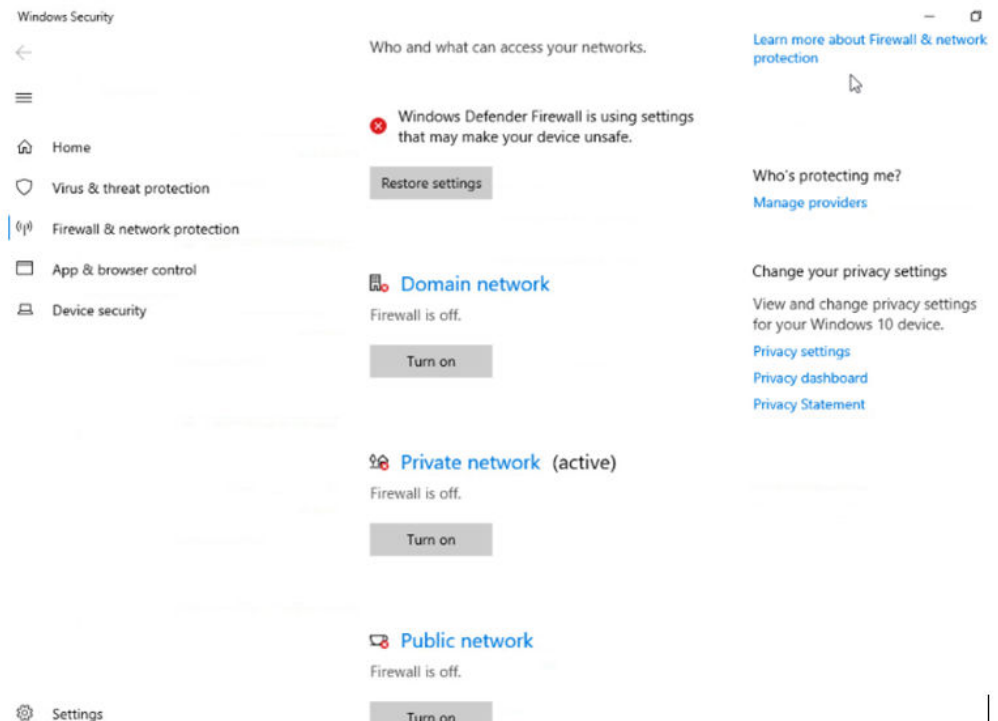 Windows Security
Home
Virus & threat protection
Firewall & network protection
App & browser control
Device security
Settings
Who and what can access your networks.
Windows Defender Firewall is using settings
that may make your device unsafe.
Restore settings
Domain network
Firewall is off.
Turn on
Private network (active)
Firewall is off.
Turn on
Public network
Firewall is off.
Turn on
Learn more about Firewall & network
protection
Who's protecting me?
Manage providers
Change your privacy settings
View and change privacy settings
for your Windows 10 device.
Privacy settings
Privacy dashboard
Privacy Statement